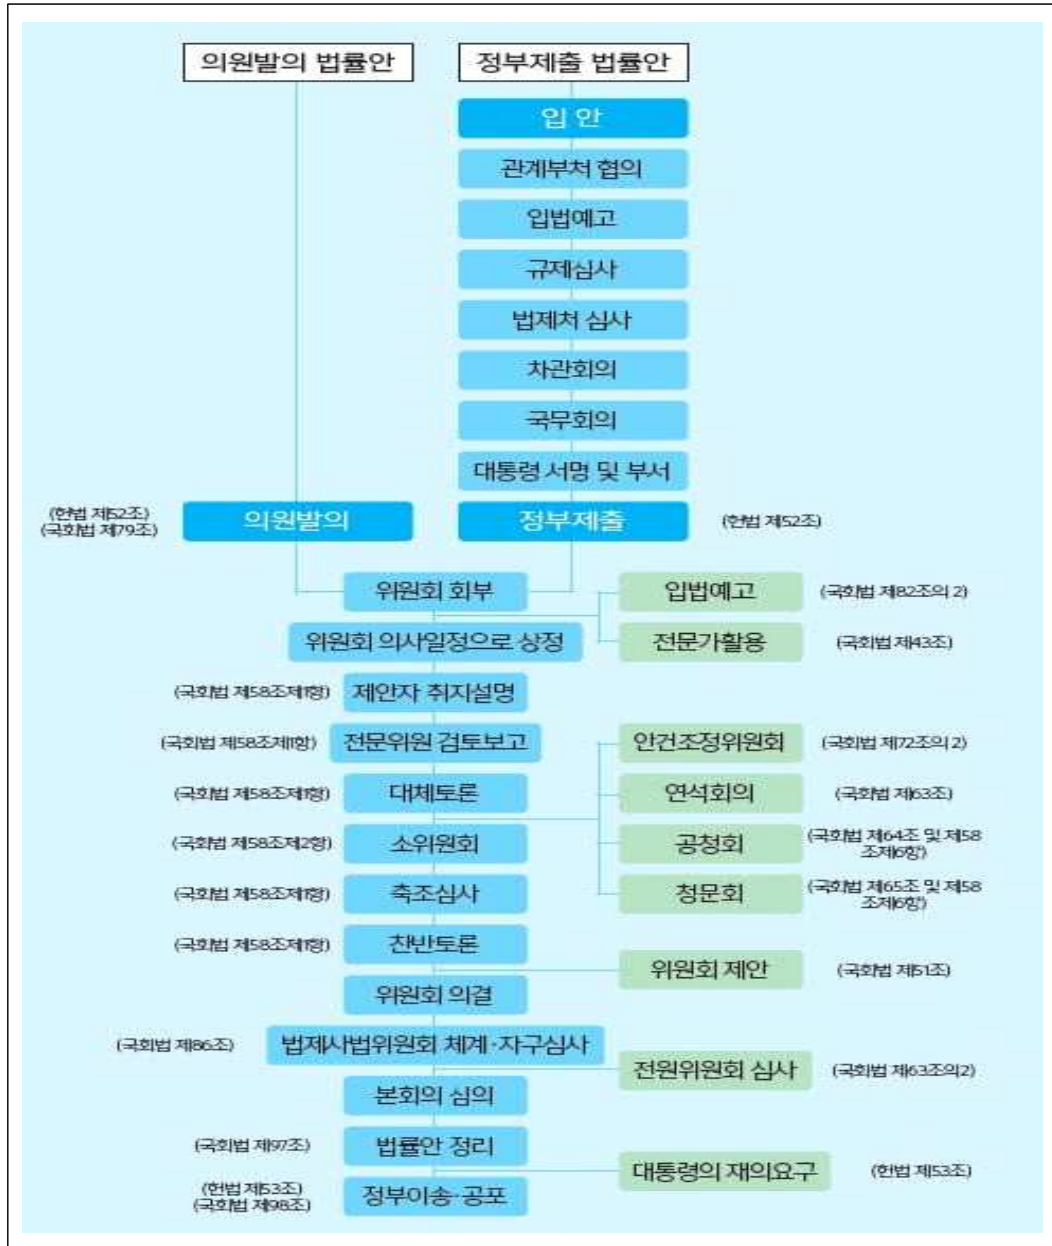 의원발의 법률안
정부제출 법률안
입 안
관계부처 협의
입법예고
규제심사
법제처 심사
차관회의
국무회의
대통령 서명 및 부서
(헌법 제52조)
(국회법 제79조)
의원발의
정부제출
(헌법 제52조)
위원회 회부
입법예고
(국회법 제82조의 2)
위원회 의사일정으로 상정
전문가활용
(국회법 제43조)
(국회법 제58조제1항)
제안자 취지설명
(국회법 제58조제1항)
전문위원 검토보고
안건조정위원회
(국회법 제72조의 2)
(국회법 제58조제1항)
대체토론
연석회의
(국회법 제63조)
(국회법 제58조제2항)
소위원회
공청회
(국회법 제64조 및 제58
조제6항)
(국회법 제58조제1항)
축조심사
청문회
(국회법 제65조 및 제58
조제6항)
(국회법 제58조제1항)
찬반토론
위원회 제안
(국회법 제51조)
위원회 의결
(국회법 제86조)
법제사법위원회 체계·자구심사
전원위원회 심사
(국회법 제63조의2)
본회의 심의
(국회법 제97조)
법률안 정리
대통령의 재의요구
(헌법 제53조)
(헌법 제53조)
(국회법 제98조)
정부이송·공포